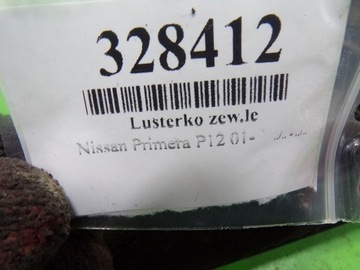 328412
Lusterko zew.le
Nissan Primera P12 01-